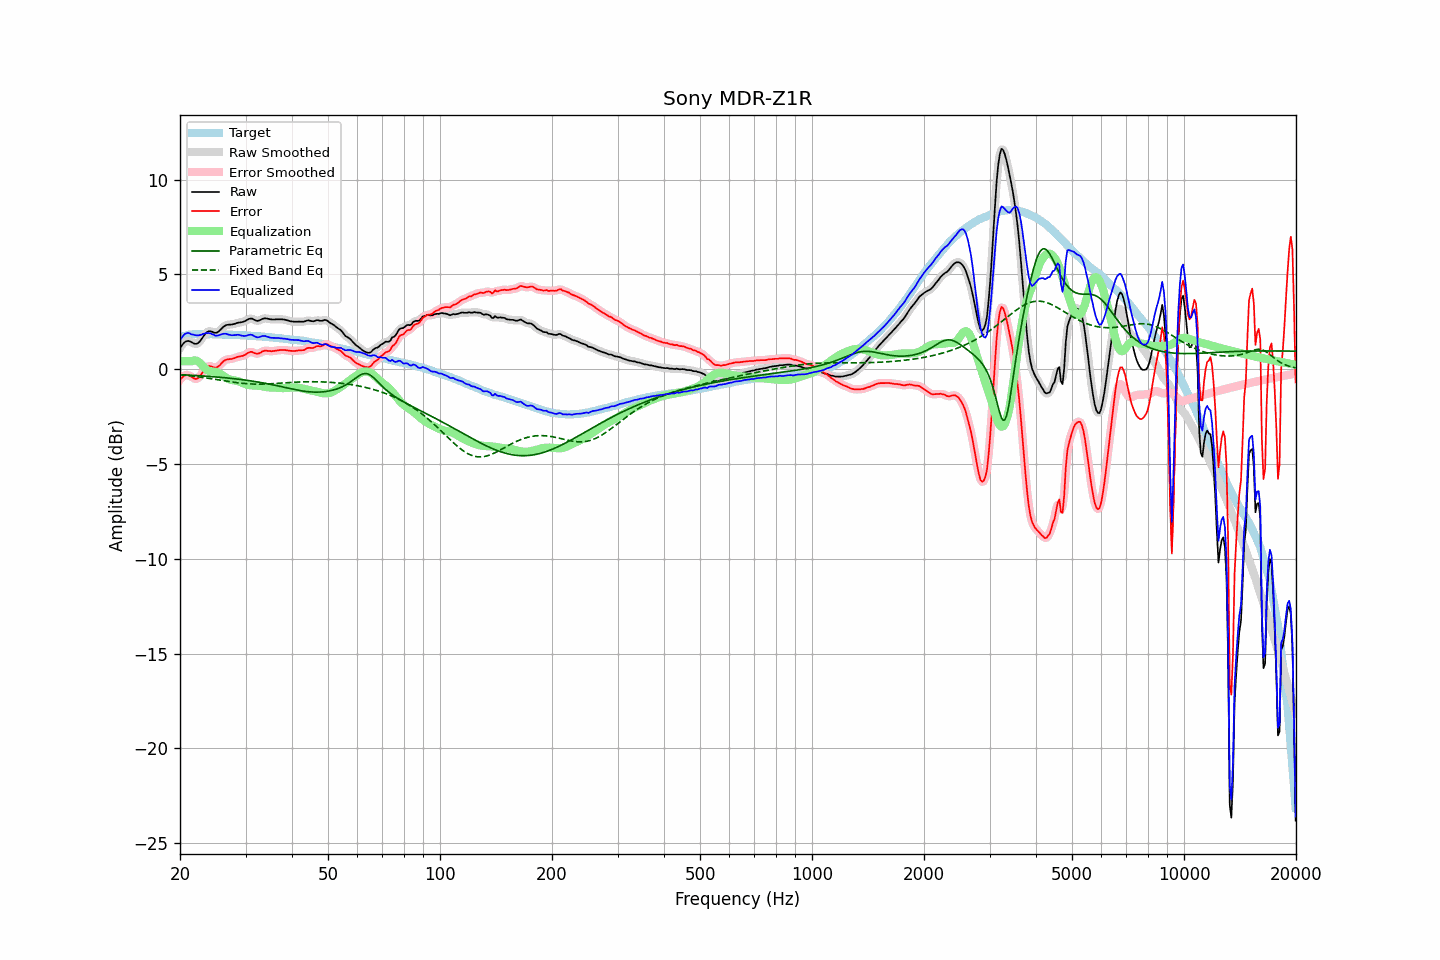 Sony MDR-Z1R
Target
Raw Smoothed
Error Smoothed
Raw
Error
Equalization
Parametric Eq
Fixed Band Eq
Equalized
10
5
0
−5
−10
−15
−20
−25
Amplitude (dBr)
20
50
100
200
500
1000
2000
5000
10000
20000
Frequency (Hz)